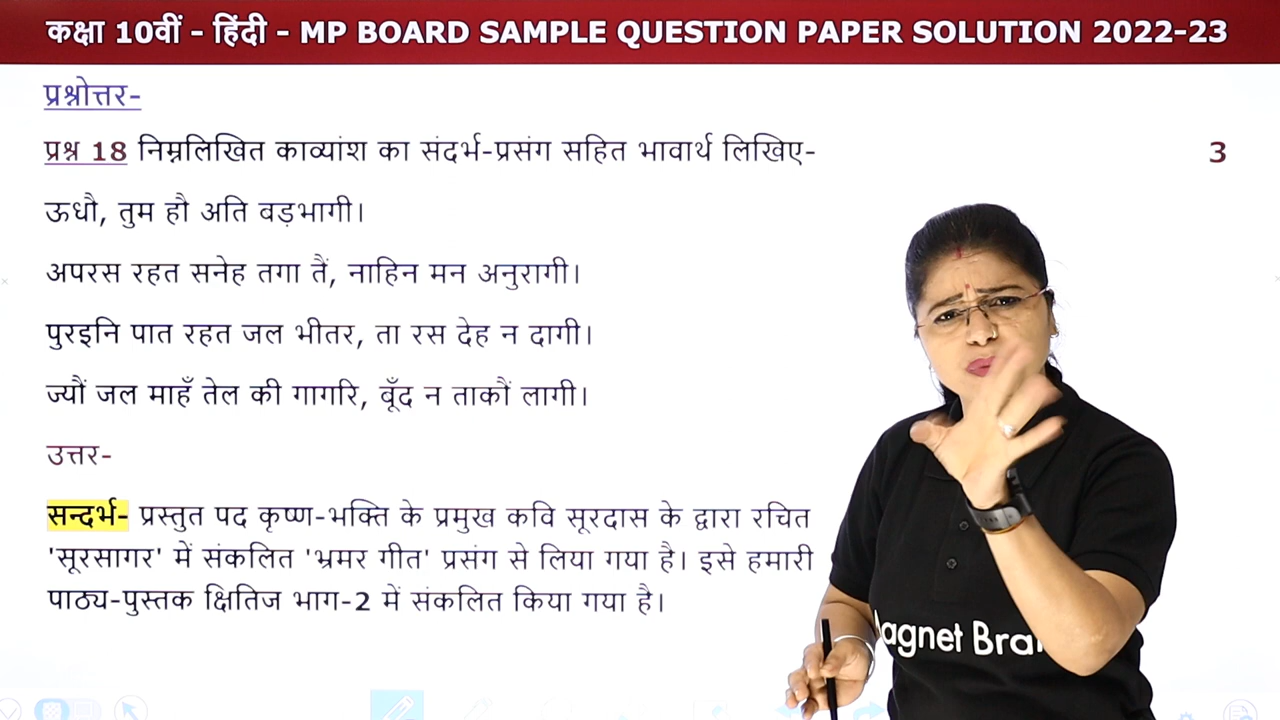 कक्षा 10वीं - हिंदी - MP BOARD SAMPLE QUESTION PAPER SOLUTION 2022-23
प्रश्नोत्तर-
प्रश्न 18 निम्नलिखित काव्यांश का संदर्भ-प्रसंग सहित भावार्थ लिखिए- 3
ऊधौ, तुम हौ अति वड़भागी।
अपरस रहत सनेह तगा तैं, नाहिन मन अनुरागी।
पुरइनि पात रहत जल भीतर, ता रस देह न दागी।
ज्यौं जल माहँ तेल की गागरि, बूँद न ताकौं लागी।
उत्तर-
सन्दर्भ- प्रस्तुत पद कृष्ण-भक्ति के प्रमुख कवि सूरदास के द्वारा रचित
'सूरसागर' में संकलित 'भ्रमर गीत' प्रसंग से लिया गया है। इसे हमारी
पाठ्य-पुस्तक क्षितिज भाग-2 में संकलित किया गया है।
agnet Bra